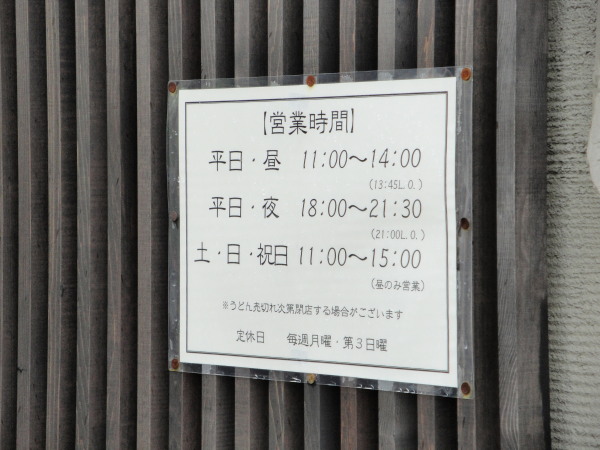 【営業時間】
平日・昼 11:00～14:00
(13:45L.O.)
平日・夜 18:00～21:30
(21:00L.O.)
土・日・祝日 11:00～15:00
(昼のみ営業)
※うどん売切れ次第閉店する場合がございます
定休日 毎週月曜・第3日曜